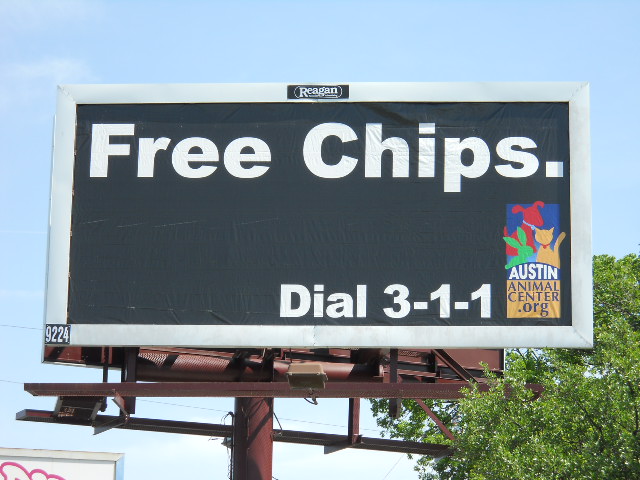 Reagan
Free Chips.
Dial 3-1-1
AUSTIN
ANIMAL
CENTER
.org
9224